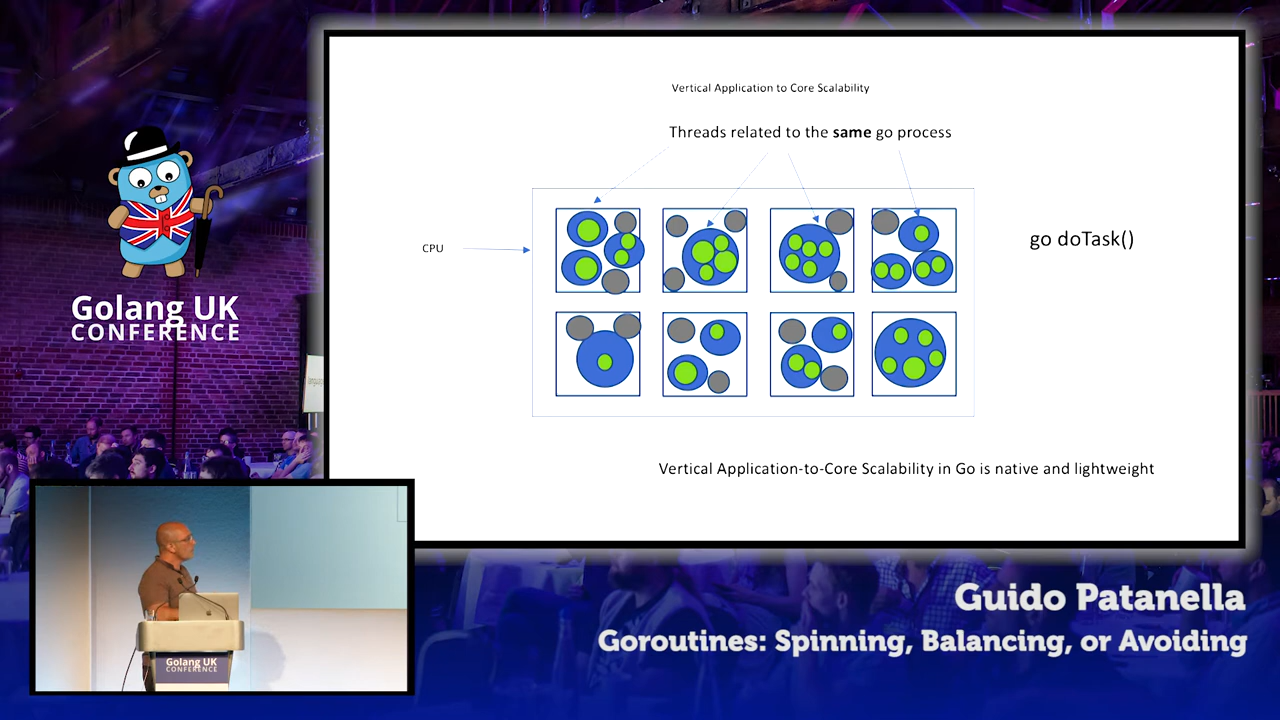 Vertical Application to Core Scalability
Threads related to the same go process
CPU
go doTask()
Vertical Application-to-Core Scalability in Go is native and lightweight
Golang UK
CONFERENCE
Golang UK
CONFERENCE
Guido Patanella
Goroutines: Spinning, Balancing, or Avoiding